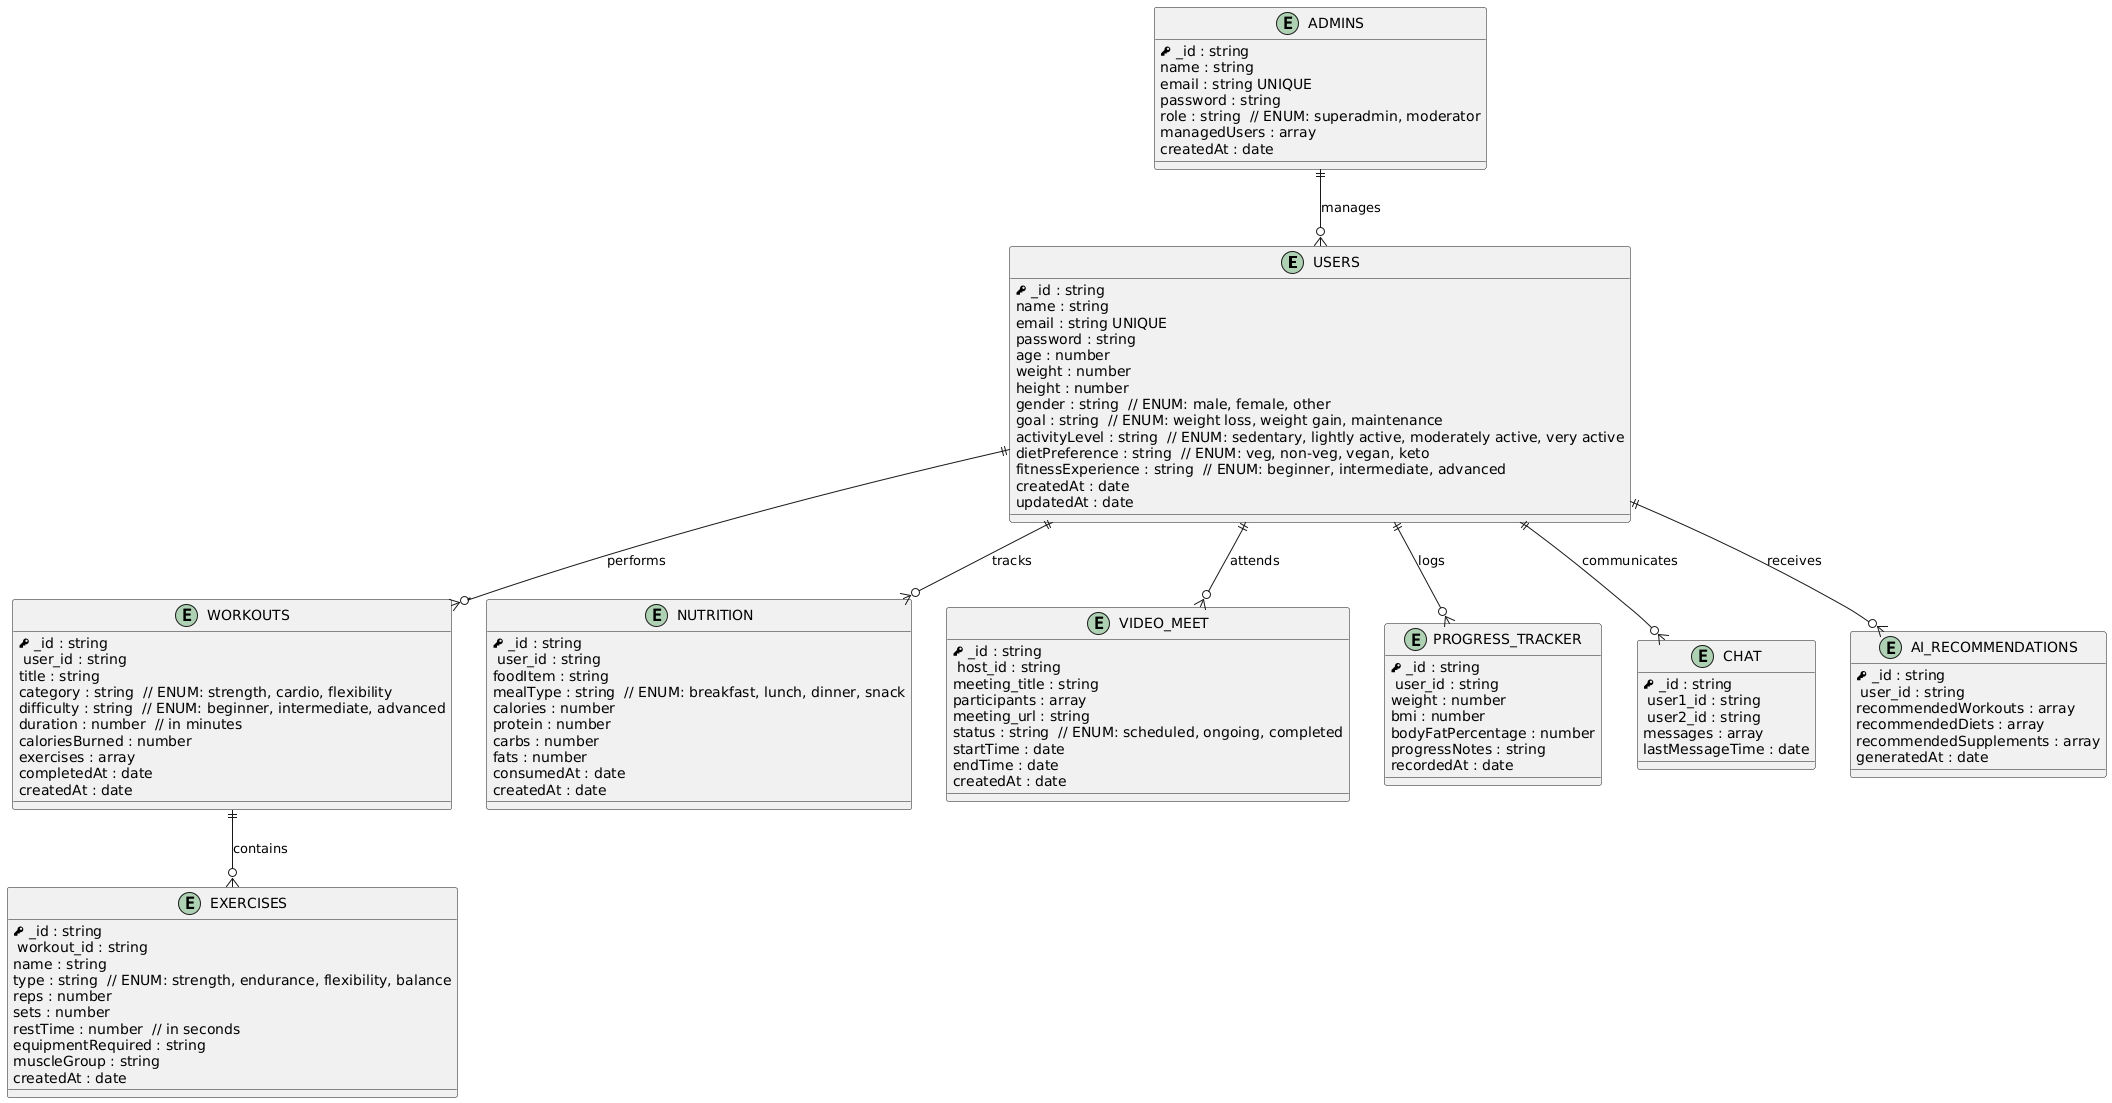 E ADMINS
_id : string
name : string
email : string UNIQUE
password : string
role : string  // ENUM: superadmin, moderator
managedUsers : array
createdAt : date
manages
E USERS
_id : string
name : string
email : string UNIQUE
password : string
age : number
weight : number
height : number
gender : string  // ENUM: male, female, other
goal : string  // ENUM: weight loss, weight gain, maintenance
activityLevel : string  // ENUM: sedentary, lightly active, moderately active, very active
dietPreference : string  // ENUM: veg, non-veg, vegan, keto
fitnessExperience : string  // ENUM: beginner, intermediate, advanced
createdAt : date
updatedAt : date
performs
tracks
attends
logs
communicates
receives
E WORKOUTS
_id : string
user_id : string
title : string
category : string  // ENUM: strength, cardio, flexibility
difficulty : string  // ENUM: beginner, intermediate, advanced
duration : number  // in minutes
caloriesBurned : number
exercises : array
completedAt : date
createdAt : date
E NUTRITION
_id : string
user_id : string
foodItem : string
mealType : string  // ENUM: breakfast, lunch, dinner, snack
calories : number
protein : number
carbs : number
fats : number
consumedAt : date
createdAt : date
E VIDEO_MEET
_id : string
host_id : string
meeting_title : string
participants : array
meeting_url : string
status : string  // ENUM: scheduled, ongoing, completed
startTime : date
endTime : date
createdAt : date
E PROGRESS_TRACKER
_id : string
user_id : string
weight : number
bmi : number
bodyFatPercentage : number
progressNotes : string
recordedAt : date
E CHAT
_id : string
user1_id : string
user2_id : string
messages : array
lastMessageTime : date
E AI_RECOMMENDATIONS
_id : string
user_id : string
recommendedWorkouts : array
recommendedDiets : array
recommendedSupplements : array
generatedAt : date
contains
E EXERCISES
_id : string
workout_id : string
name : string
type : string  // ENUM: strength, endurance, flexibility, balance
reps : number
sets : number
restTime : number  // in seconds
equipmentRequired : string
muscleGroup : string
createdAt : date